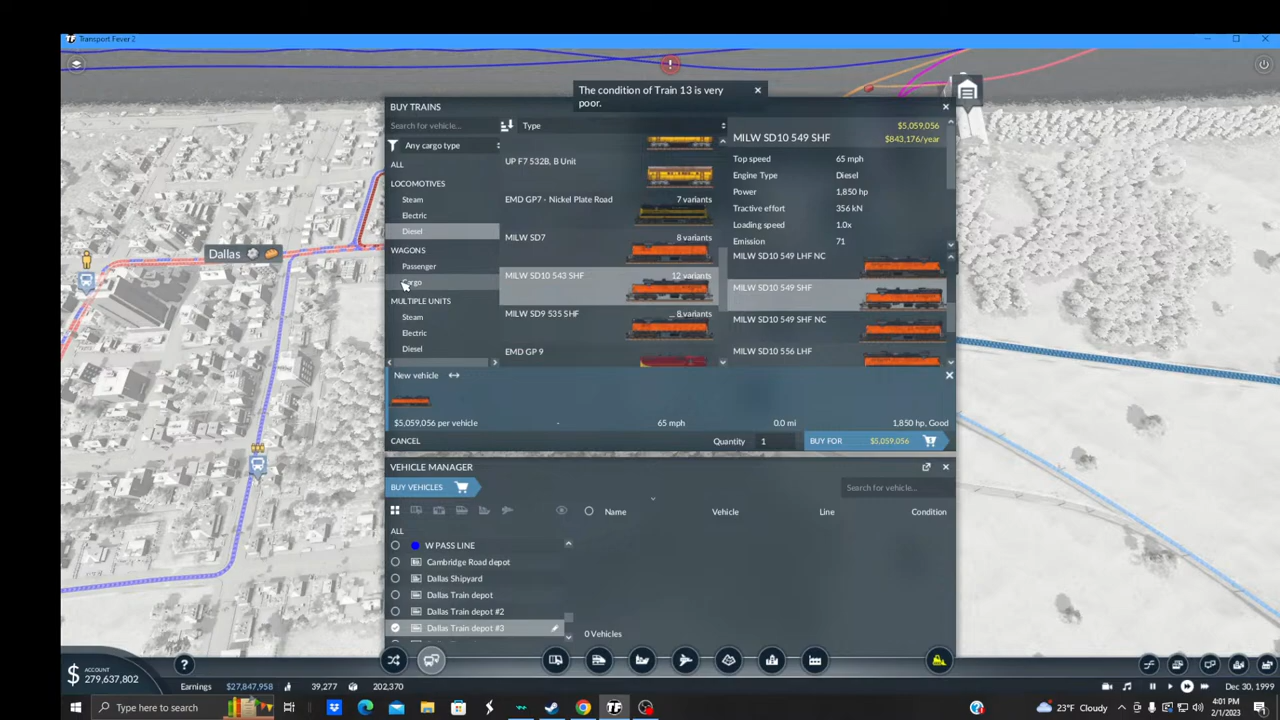 Transport Fever 2
The condition of Train 13 is very
poor.
BUY TRAINS
Search for vehicle...
Type
Any cargo type
ALL
LOCOMOTIVES
Steam
Electric
Diesel
WAGONS
Passenger
Cargo
MULTIPLE UNITS
Steam
Electric
Diesel
UP F7 532B, B Unit
EMD GP7 - Nickel Plate Road
7 variants
MILW SD7
8 variants
MILW SD10 543 SHF
12 variants
MILW SD9 535 SHF
8 variants
EMD GP 9
$5,059,056
MILW SD10 549 SHF
$843,176/year
Top speed 65 mph
Engine Type Diesel
Power 1,850 hp
Tractive effort 356 kN
Loading speed 1.0x
Emission 71
MILW SD10 549 LHF NC
MILW SD10 549 SHF
MILW SD10 549 SHF NC
MILW SD10 556 LHF
New vehicle
$5,059,056 per vehicle - 65 mph 0.0 mi 1,850 hp, Good
CANCEL Quantity 1 BUY FOR $5,059,056
VEHICLE MANAGER
BUY VEHICLES
Search for vehicle...
Name Vehicle Line Condition
ALL
W PASS LINE
Cambridge Road depot
Dallas Shipyard
Dallas Train depot
Dallas Train depot #2
Dallas Train depot #3
0 Vehicles
Dallas
$ ACCOUNT
279,637,802
?
Earnings $27,847,958 39,277 202,370
Dec 30, 1999
Type here to search
23°F Cloudy
4:01 PM
2/1/2023